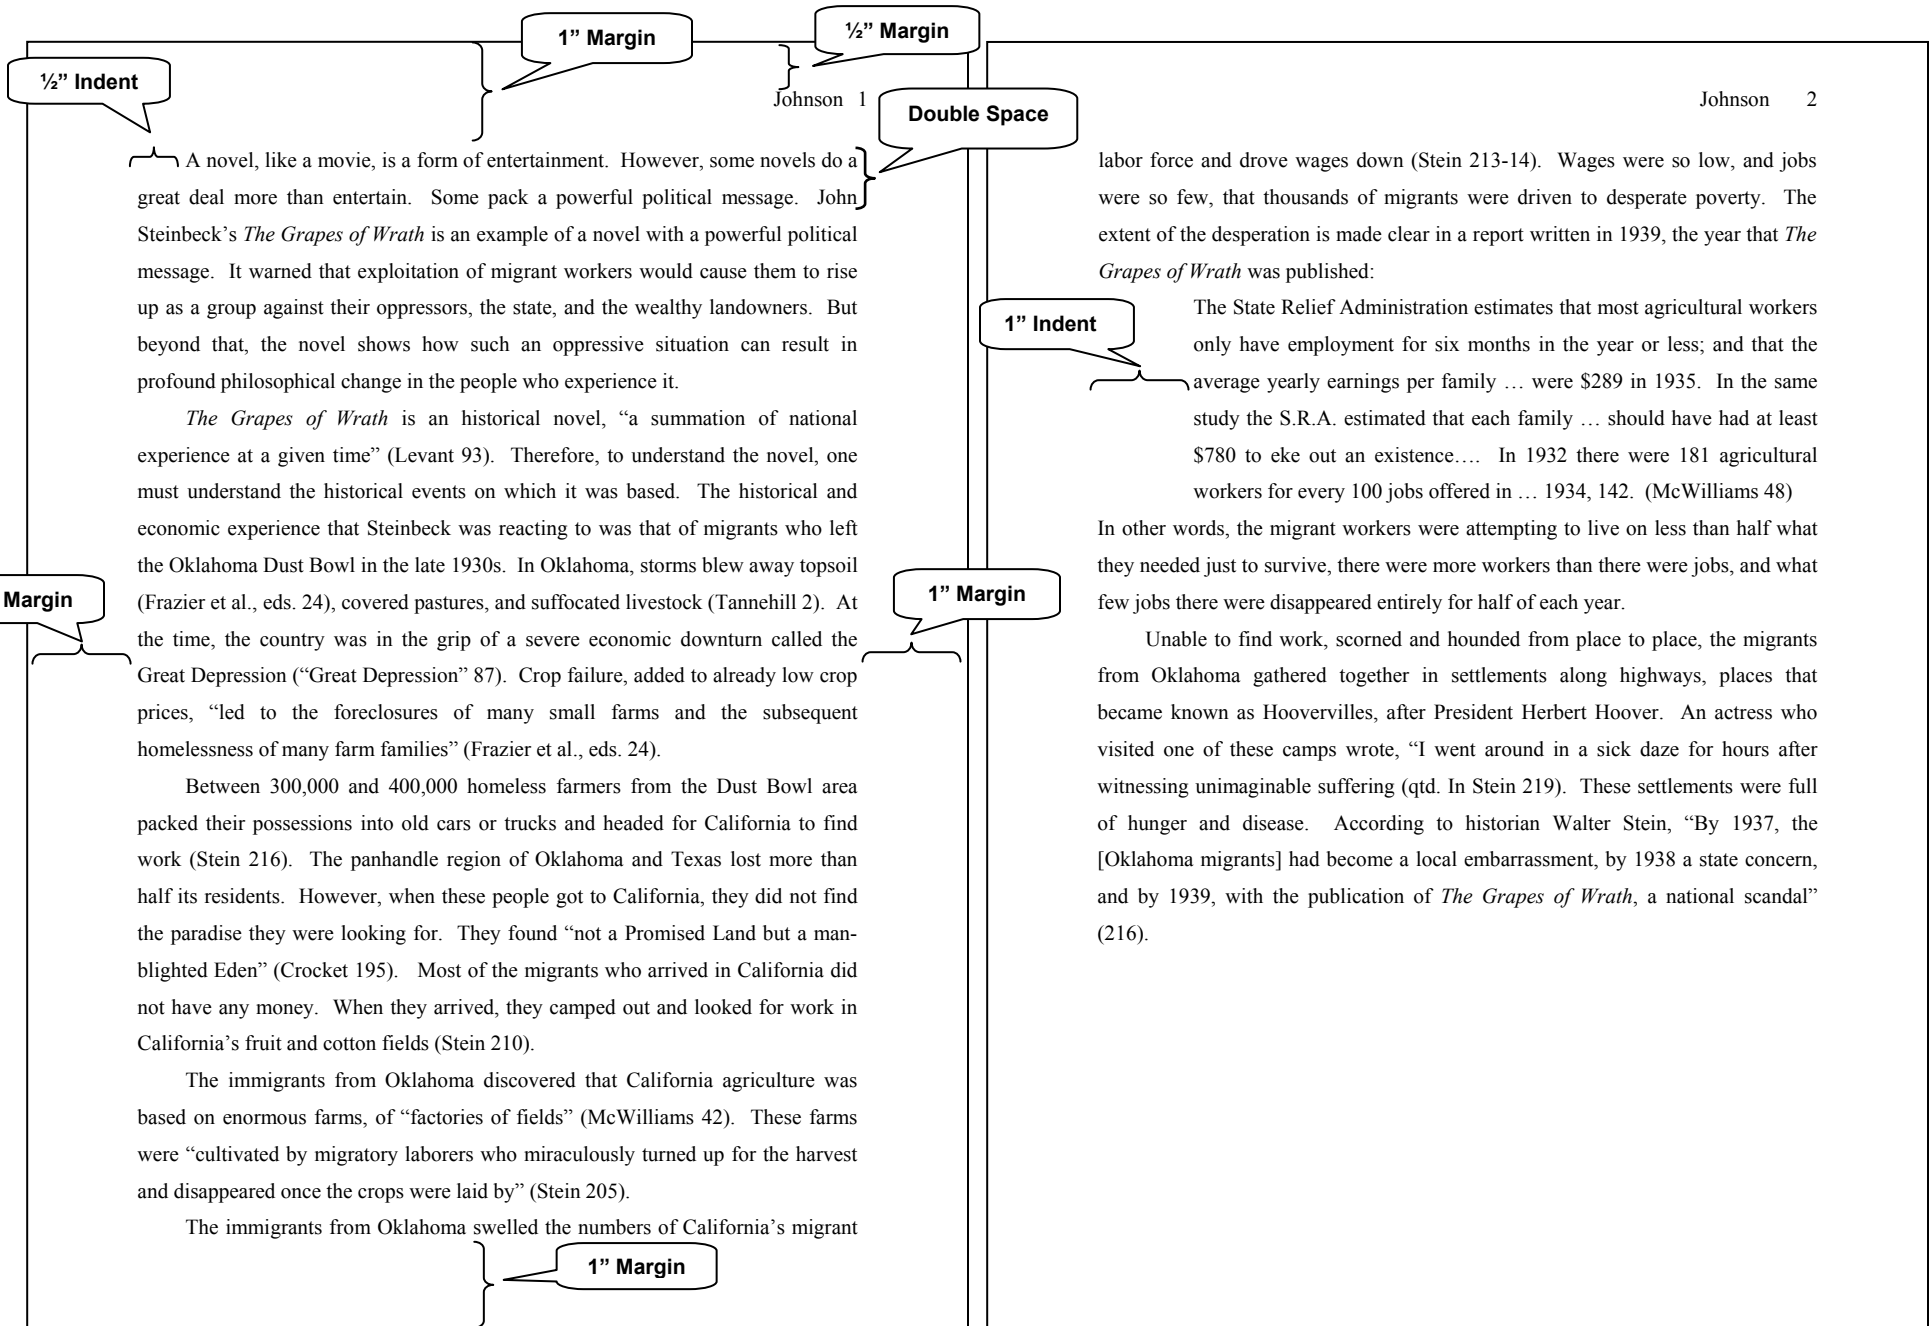 1” Margin
½” Margin
½” Indent
Johnson 1
Double Space
A novel, like a movie, is a form of entertainment. However, some novels do a
great deal more than entertain. Some pack a powerful political message. John
Steinbeck’s The Grapes of Wrath is an example of a novel with a powerful political
message. It warned that exploitation of migrant workers would cause them to rise
up as a group against their oppressors, the state, and the wealthy landowners. But
beyond that, the novel shows how such an oppressive situation can result in
profound philosophical change in the people who experience it.
The Grapes of Wrath is an historical novel, “a summation of national
experience at a given time” (Levant 93). Therefore, to understand the novel, one
must understand the historical events on which it was based. The historical and
economic experience that Steinbeck was reacting to was that of migrants who left
the Oklahoma Dust Bowl in the late 1930s. In Oklahoma, storms blew away topsoil
(Frazier et al., eds. 24), covered pastures, and suffocated livestock (Tannehill 2). At
the time, the country was in the grip of a severe economic downturn called the
Great Depression (“Great Depression” 87). Crop failure, added to already low crop
prices, “led to the foreclosures of many small farms and the subsequent
homelessness of many farm families” (Frazier et al., eds. 24).
Margin
1” Margin
Between 300,000 and 400,000 homeless farmers from the Dust Bowl area
packed their possessions into old cars or trucks and headed for California to find
work (Stein 216). The panhandle region of Oklahoma and Texas lost more than
half its residents. However, when these people got to California, they did not find
the paradise they were looking for. They found “not a Promised Land but a man-
blighted Eden” (Crocket 195). Most of the migrants who arrived in California did
not have any money. When they arrived, they camped out and looked for work in
California’s fruit and cotton fields (Stein 210).
The immigrants from Oklahoma discovered that California agriculture was
based on enormous farms, of “factories of fields” (McWilliams 42). These farms
were “cultivated by migratory laborers who miraculously turned up for the harvest
and disappeared once the crops were laid by” (Stein 205).
The immigrants from Oklahoma swelled the numbers of California’s migrant
1” Margin
Johnson 2
labor force and drove wages down (Stein 213-14). Wages were so low, and jobs
were so few, that thousands of migrants were driven to desperate poverty. The
extent of the desperation is made clear in a report written in 1939, the year that The
Grapes of Wrath was published:
1” Indent
The State Relief Administration estimates that most agricultural workers
only have employment for six months in the year or less; and that the
average yearly earnings per family … were $289 in 1935. In the same
study the S.R.A. estimated that each family … should have had at least
$780 to eke out an existence…. In 1932 there were 181 agricultural
workers for every 100 jobs offered in … 1934, 142. (McWilliams 48)
In other words, the migrant workers were attempting to live on less than half what
they needed just to survive, there were more workers than there were jobs, and what
few jobs there were disappeared entirely for half of each year.
Unable to find work, scorned and hounded from place to place, the migrants
from Oklahoma gathered together in settlements along highways, places that
became known as Hoovervilles, after President Herbert Hoover. An actress who
visited one of these camps wrote, “I went around in a sick daze for hours after
witnessing unimaginable suffering (qtd. In Stein 219). These settlements were full
of hunger and disease. According to historian Walter Stein, “By 1937, the
[Oklahoma migrants] had become a local embarrassment, by 1938 a state concern,
and by 1939, with the publication of The Grapes of Wrath, a national scandal”
(216).